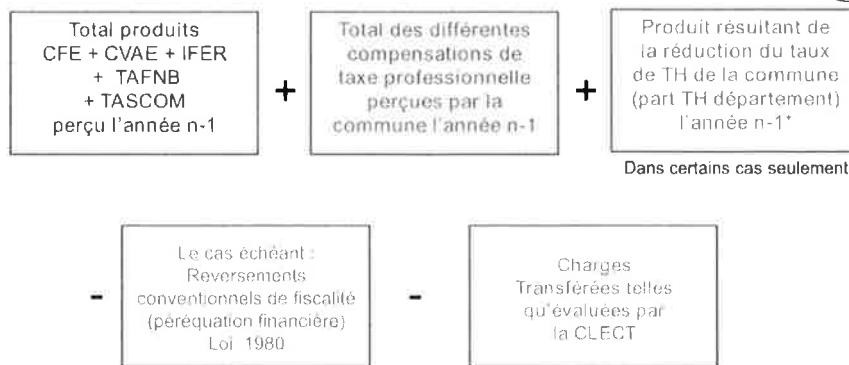 Total produits
CFE + CVAE + IFER
+ TAFNB
+ TASCOM
perçu l'année n-1
+
Total des différentes
compensations de
taxe professionnelle
perçues par la
commune l'année n-1
+
Produit résultant de
la réduction du taux
de TH de la commune
(part TH département)
l'année n-1*
Dans certains cas seulement
-
Le cas échéant :
Reversements
conventionnels de fiscalité
(péréquation financière)
Loi 1980
-
Charges
Transférées telles
qu'évaluées par
la CLECT